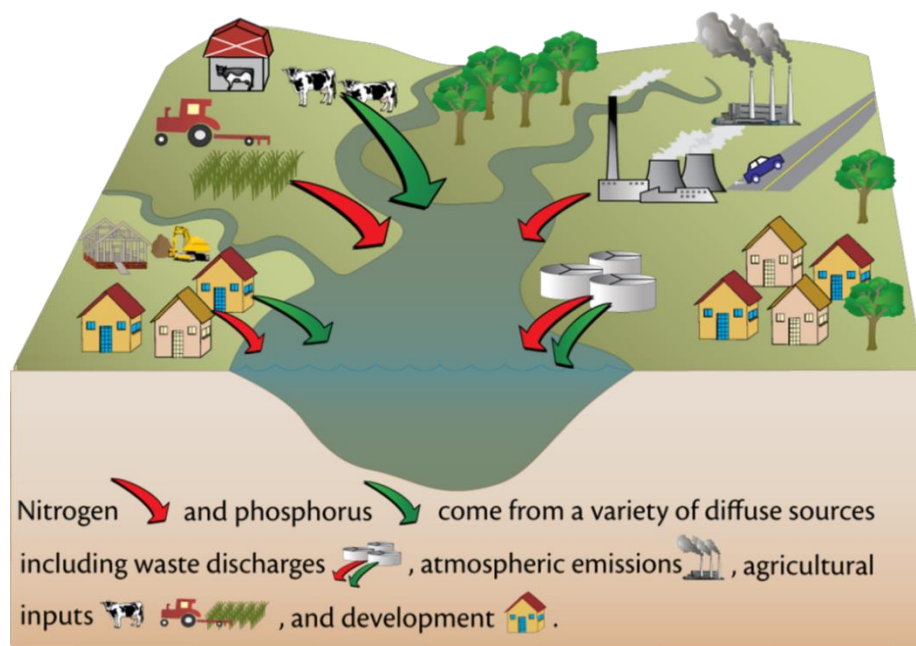 Nitrogen and phosphorus come from a variety of diffuse sources
including waste discharges , atmospheric emissions , agricultural
inputs , and development .